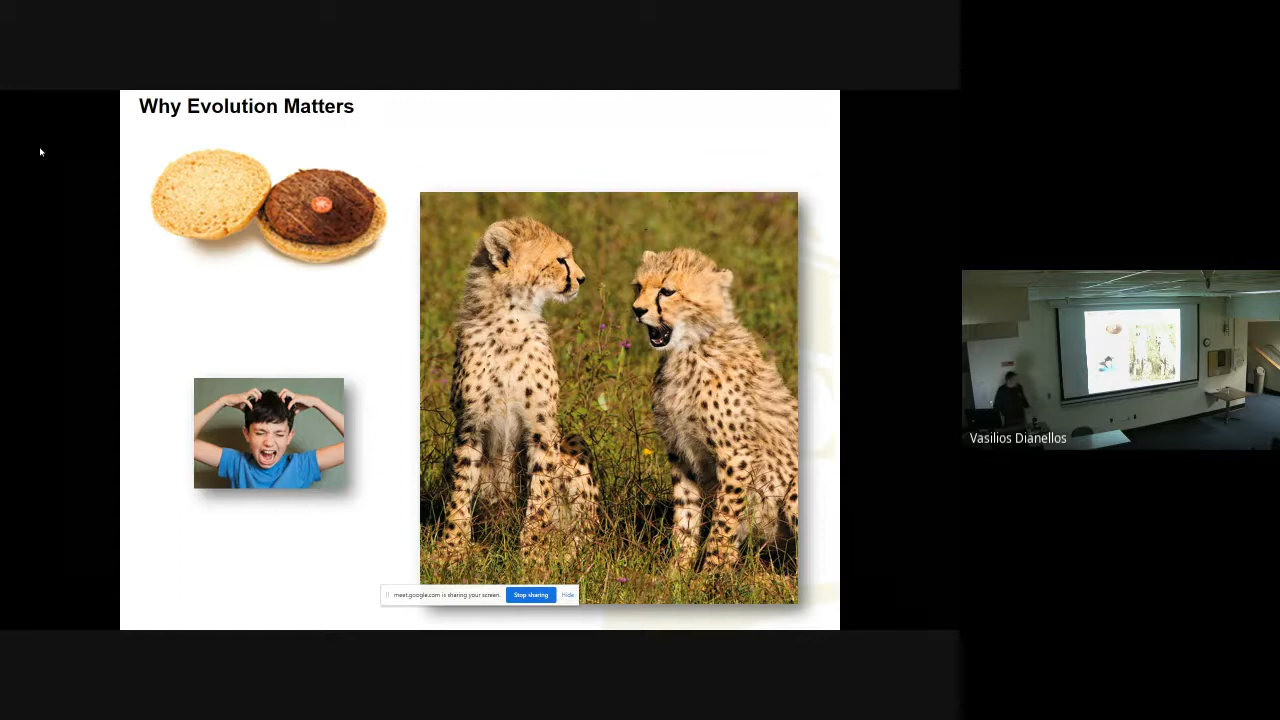 Why Evolution Matters
meet.google.com is sharing your screen.
Stop sharing
Hide
Vasilios Dianellos